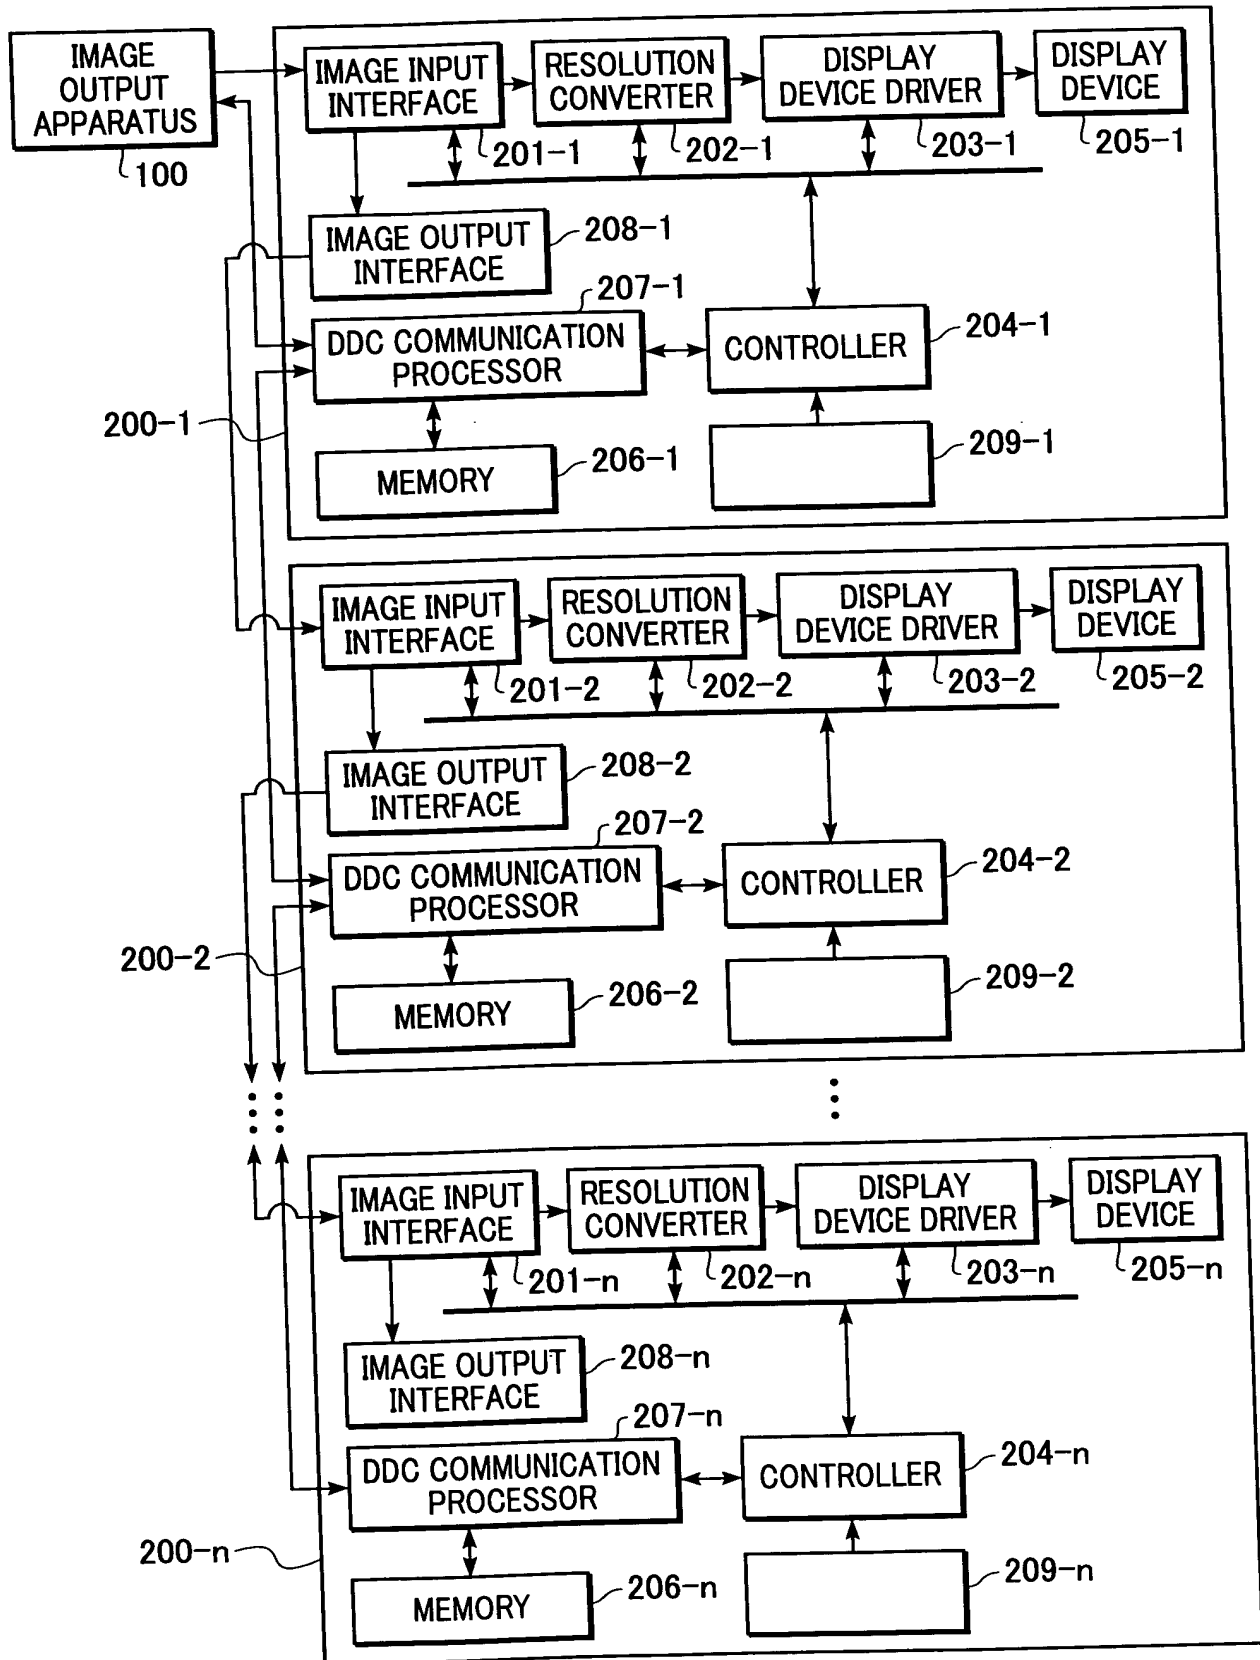 IMAGE
OUTPUT
APPARATUS
100
IMAGE INPUT
INTERFACE
201-1
RESOLUTION
CONVERTER
202-1
DISPLAY
DEVICE DRIVER
203-1
DISPLAY
DEVICE
205-1
IMAGE OUTPUT
INTERFACE
208-1
207-1
DDC COMMUNICATION
PROCESSOR
CONTROLLER
204-1
200-1
MEMORY
206-1
209-1
IMAGE INPUT
INTERFACE
201-2
RESOLUTION
CONVERTER
202-2
DISPLAY
DEVICE DRIVER
203-2
DISPLAY
DEVICE
205-2
IMAGE OUTPUT
INTERFACE
208-2
207-2
DDC COMMUNICATION
PROCESSOR
CONTROLLER
204-2
200-2
MEMORY
206-2
209-2
IMAGE INPUT
INTERFACE
201-n
RESOLUTION
CONVERTER
202-n
DISPLAY
DEVICE DRIVER
203-n
DISPLAY
DEVICE
205-n
IMAGE OUTPUT
INTERFACE
208-n
207-n
DDC COMMUNICATION
PROCESSOR
CONTROLLER
204-n
200-n
MEMORY
206-n
209-n